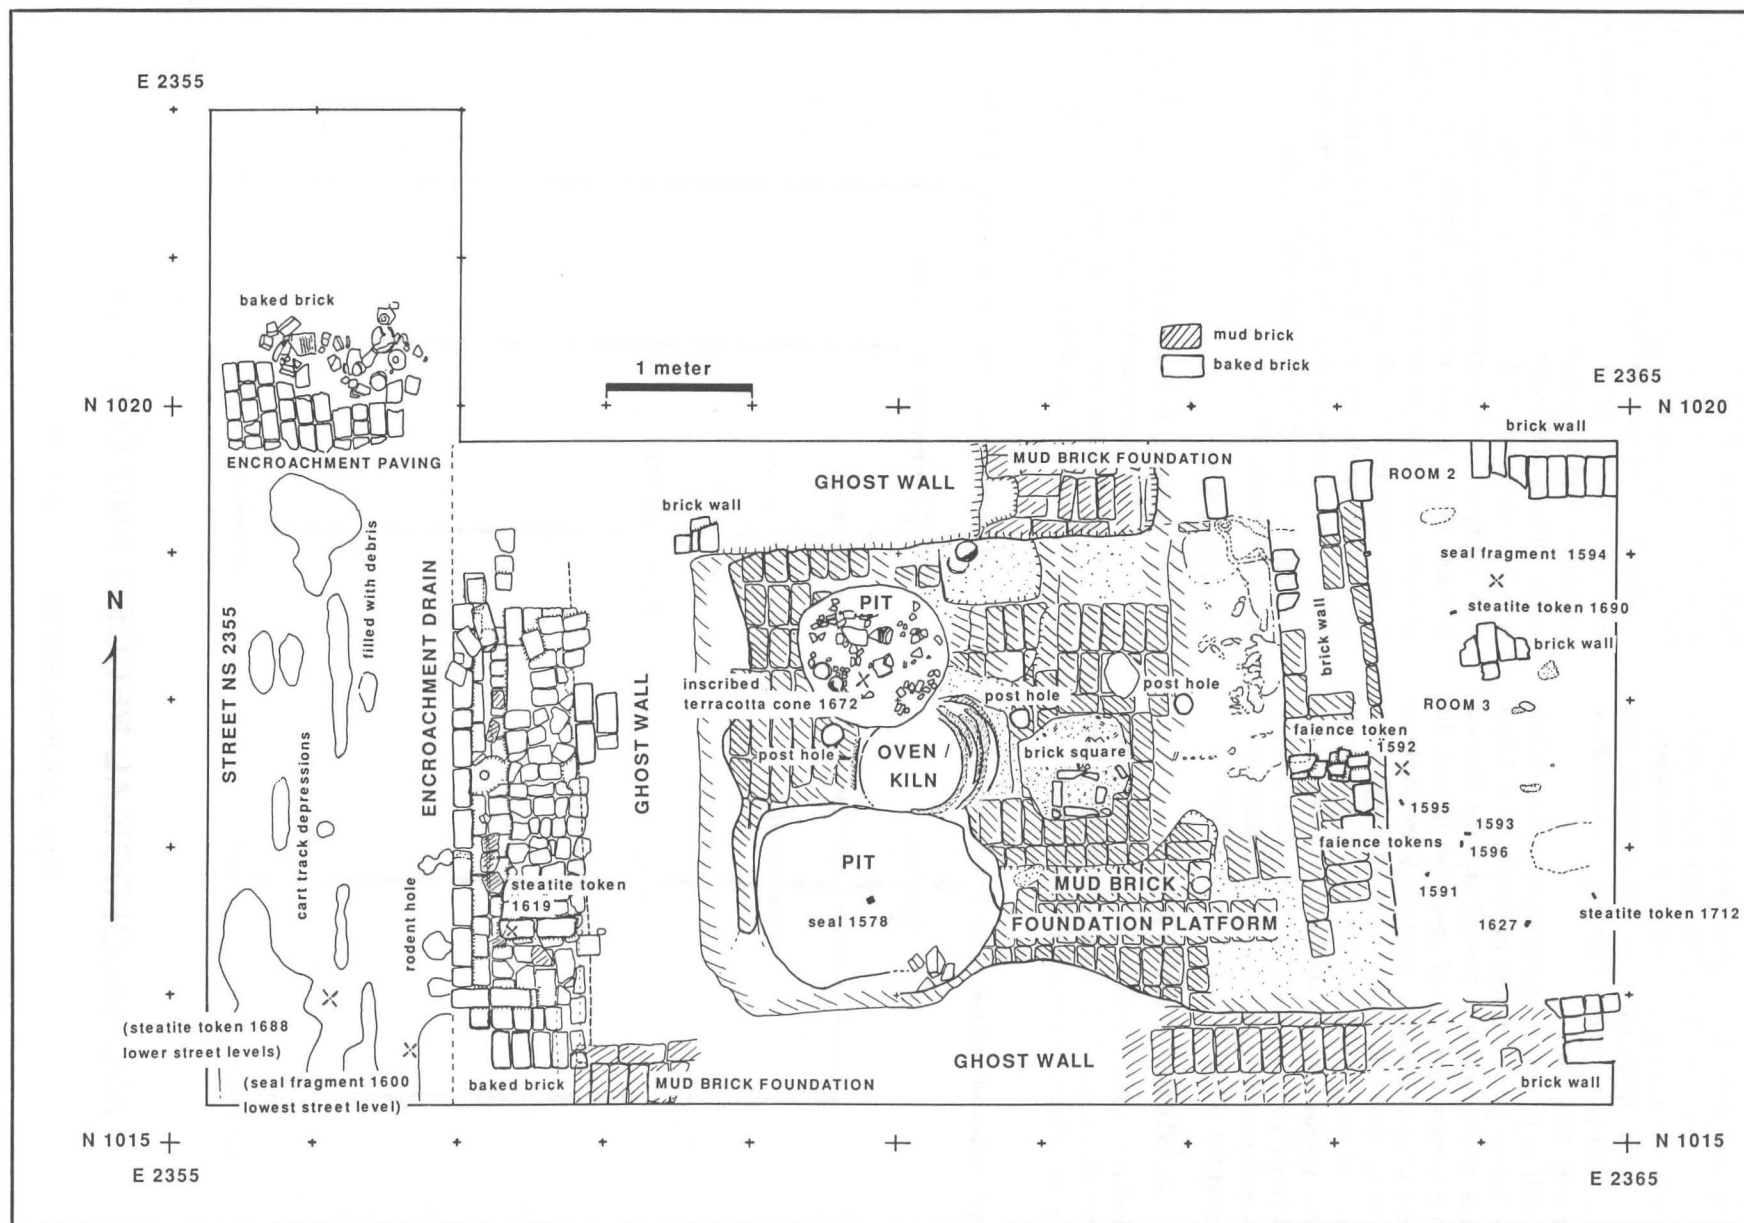 E 2355
baked brick
1 meter
mud brick
baked brick
E 2365
N 1020
N 1020
brick wall
ENCROACHMENT PAVING
GHOST WALL
MUD BRICK FOUNDATION
ROOM 2
brick wall
seal fragment 1594
steatite token 1690
brick wall
N
STREET NS 2355
filled with debris
cart track depressions
ENCROACHMENT DRAIN
rodent hole
GHOST WALL
PIT
inscribed
terracotta cone 1672
post hole
post hole
brick wall
ROOM 3
post hole
OVEN /
KILN
brick square
faience token
1592
1595
1593
faience tokens
1596
1591
PIT
seal 1578
MUD BRICK
FOUNDATION PLATFORM
steatite token
1619
steatite token 1712
1627
(steatite token 1688
lower street levels)
(seal fragment 1600
lowest street level)
baked brick
MUD BRICK FOUNDATION
GHOST WALL
brick wall
N 1015
N 1015
E 2355
E 2365